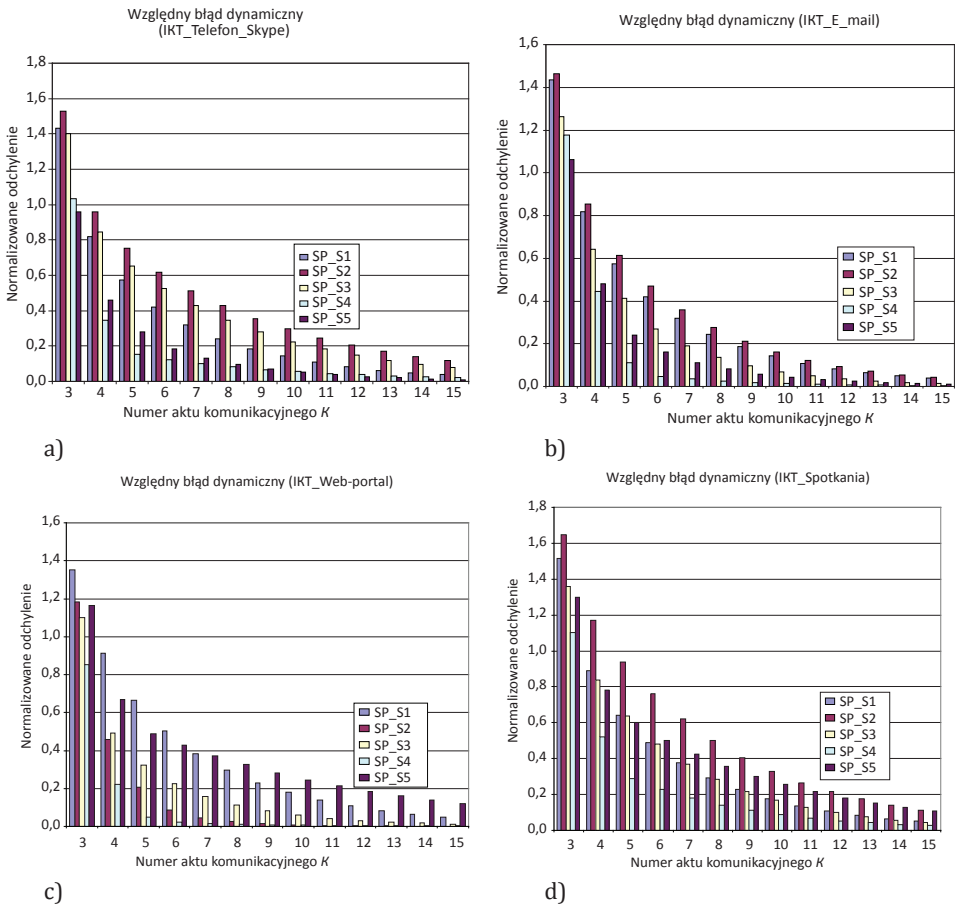 Względny błąd dynamiczny
(IKT_Telefon_Skype)
1,8
1,6
1,4
1,2
1,0
0,8
0,6
0,4
0,2
0,0
Normalizowane odchylenie
SP_S1
SP_S2
SP_S3
SP_S4
SP_S5
3 4 5 6 7 8 9 10 11 12 13 14 15
Numer aktu komunikacyjnego K
a)
Względny błąd dynamiczny (IKT_E_mail)
1,6
1,4
1,2
1,0
0,8
0,6
0,4
0,2
0,0
Normalizowane odchylenie
SP_S1
SP_S2
SP_S3
SP_S4
SP_S5
3 4 5 6 7 8 9 10 11 12 13 14 15
Numer aktu komunikacyjnego K
b)
Względny błąd dynamiczny (IKT_Web-portal)
1,6
1,4
1,2
1,0
0,8
0,6
0,4
0,2
0,0
Normalizowane odchylenie
SP_S1
SP_S2
SP_S3
SP_S4
SP_S5
3 4 5 6 7 8 9 10 11 12 13 14 15
Numer aktu komunikacyjnego K
c)
Względny błąd dynamiczny (IKT_Spotkania)
1,8
1,6
1,4
1,2
1,0
0,8
0,6
0,4
0,2
0,0
Normalizowane odchylenie
SP_S1
SP_S2
SP_S3
SP_S4
SP_S5
3 4 5 6 7 8 9 10 11 12 13 14 15
Numer aktu komunikacyjnego K
d)